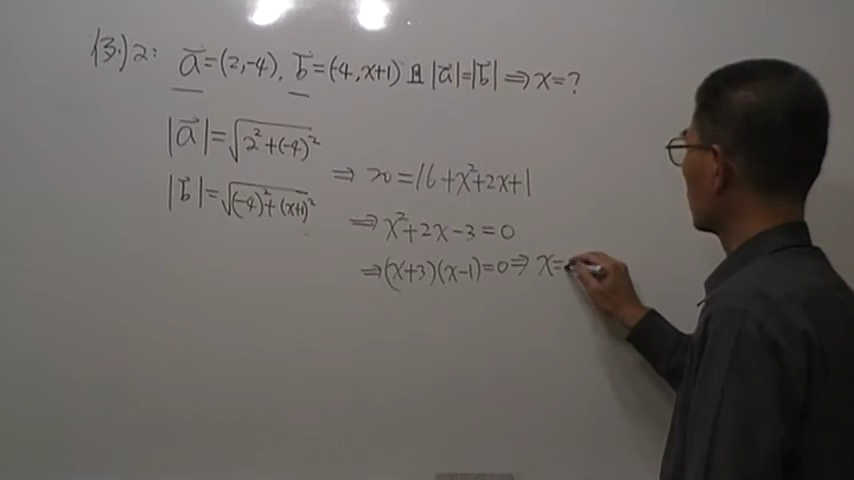 例)2: a⃗=(2,-4), b⃗=(-4,x+1)且|a⃗|=|b⃗|⇒x=?
|a⃗|=√(2²+(-4)²)
⇒20=16+x²+2x+1
|b⃗|=√((-4)²+(x+1)²)
⇒x²+2x-3=0
⇒(x+3)(x-1)=0⇒x=